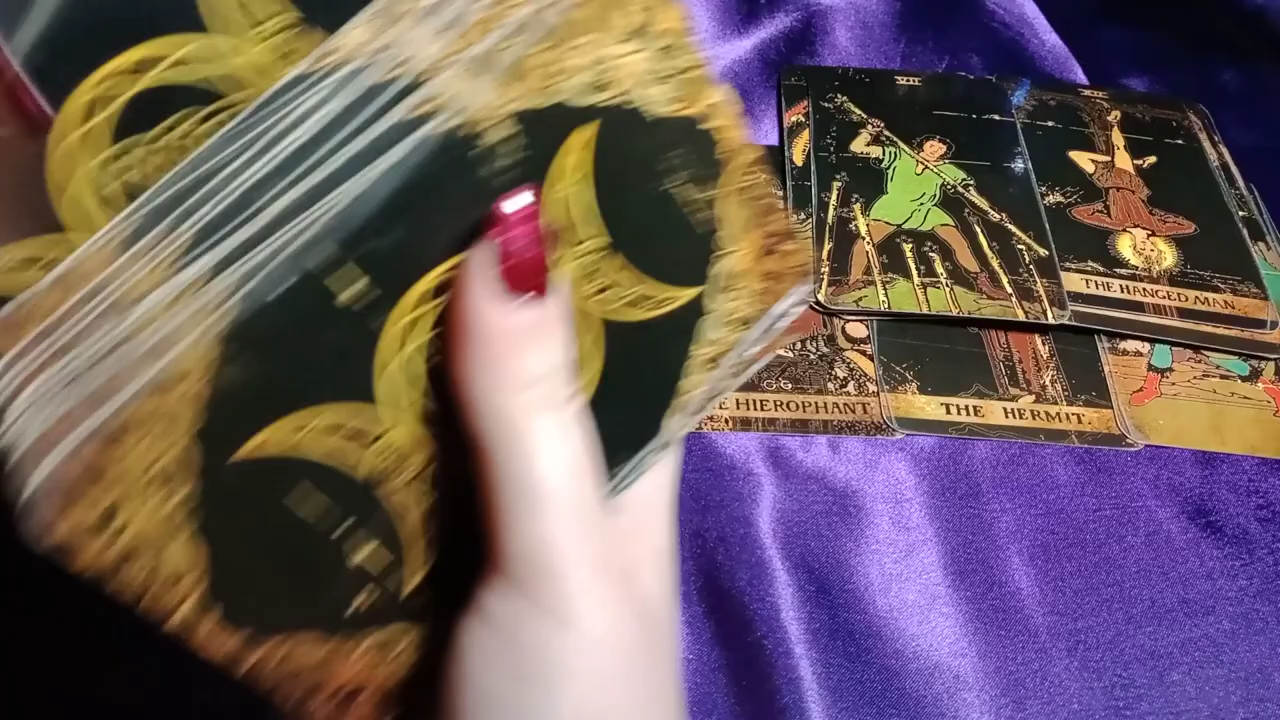 VII
XII
THE HANGED MAN
E HIEROPHANT
THE HERMIT.